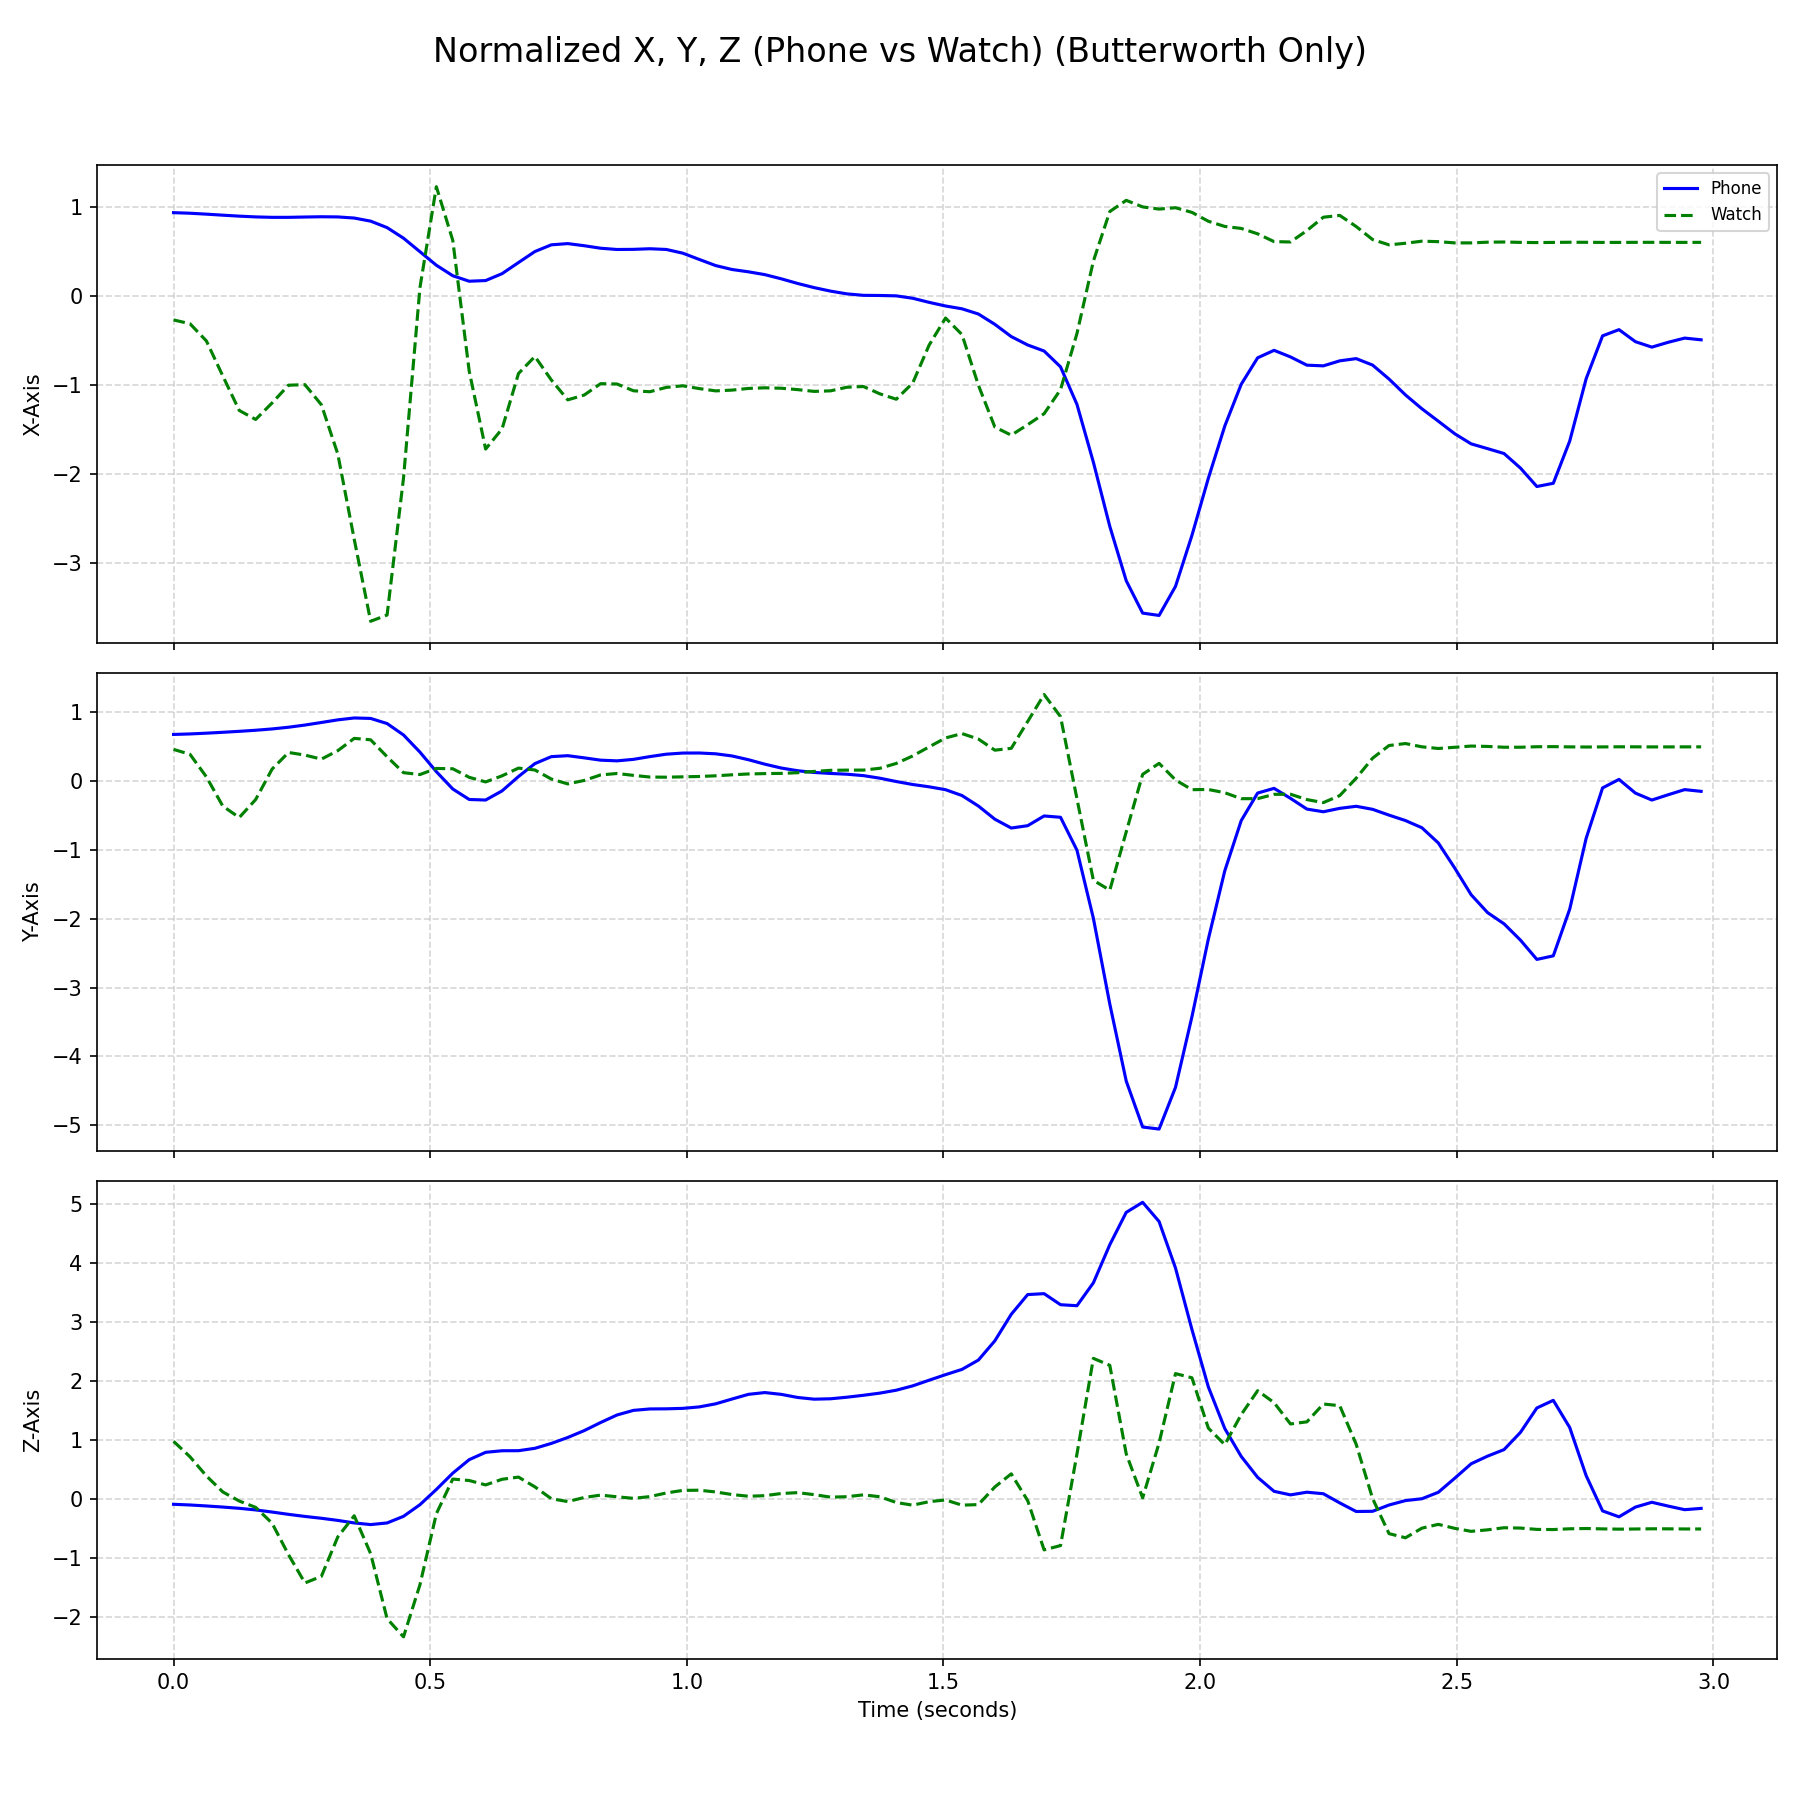 Normalized X, Y, Z (Phone vs Watch) (Butterworth Only)
Phone
Watch
X-Axis
1
0
−1
−2
−3
Y-Axis
1
0
−1
−2
−3
−4
−5
Z-Axis
5
4
3
2
1
0
−1
−2
0.0 0.5 1.0 1.5 2.0 2.5 3.0
Time (seconds)